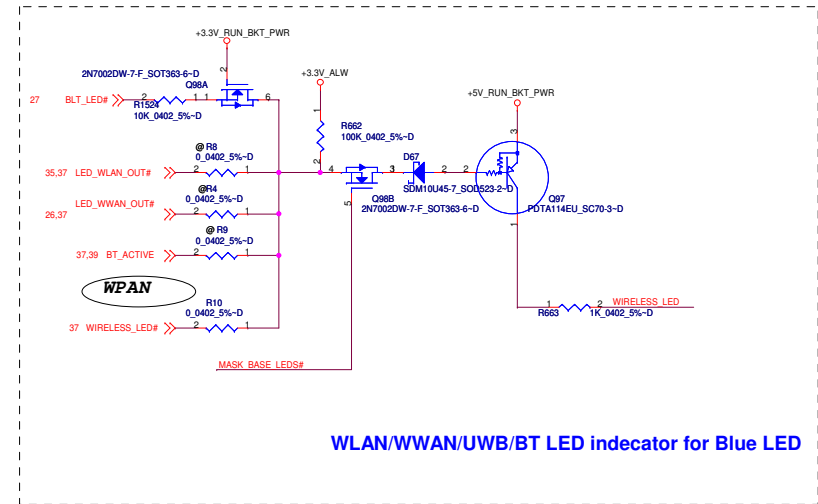 +3.3V_RUN_BKT_PWR
2N7002DW-7-F_SOT363-6~D
Q98A
2
1
6
27 BLT_LED#
2
1
R1524
10K_0402_5%~D
+3.3V_ALW
1
R662
100K_0402_5%~D
2
+5V_RUN_BKT_PWR
3
@ R8
0_0402_5%~D
35,37 LED_WLAN_OUT#
2
1
4
3
D67
1
2
2
SDM10U45-7_SOD523-2~D
Q98B
2N7002DW-7-F_SOT363-6~D
5
Q97
PDTA114EU_SC70-3~D
1
@R4
0_0402_5%~D
LED_WWAN_OUT#
26,37
2
1
@ R9
0_0402_5%~D
37,39 BT_ACTIVE
2
1
WPAN
R10
0_0402_5%~D
37 WIRELESS_LED#
2
1
1
2
WIRELESS_LED
R663
1K_0402_5%~D
MASK_BASE_LEDS#
WLAN/WWAN/UWB/BT LED indecator for Blue LED